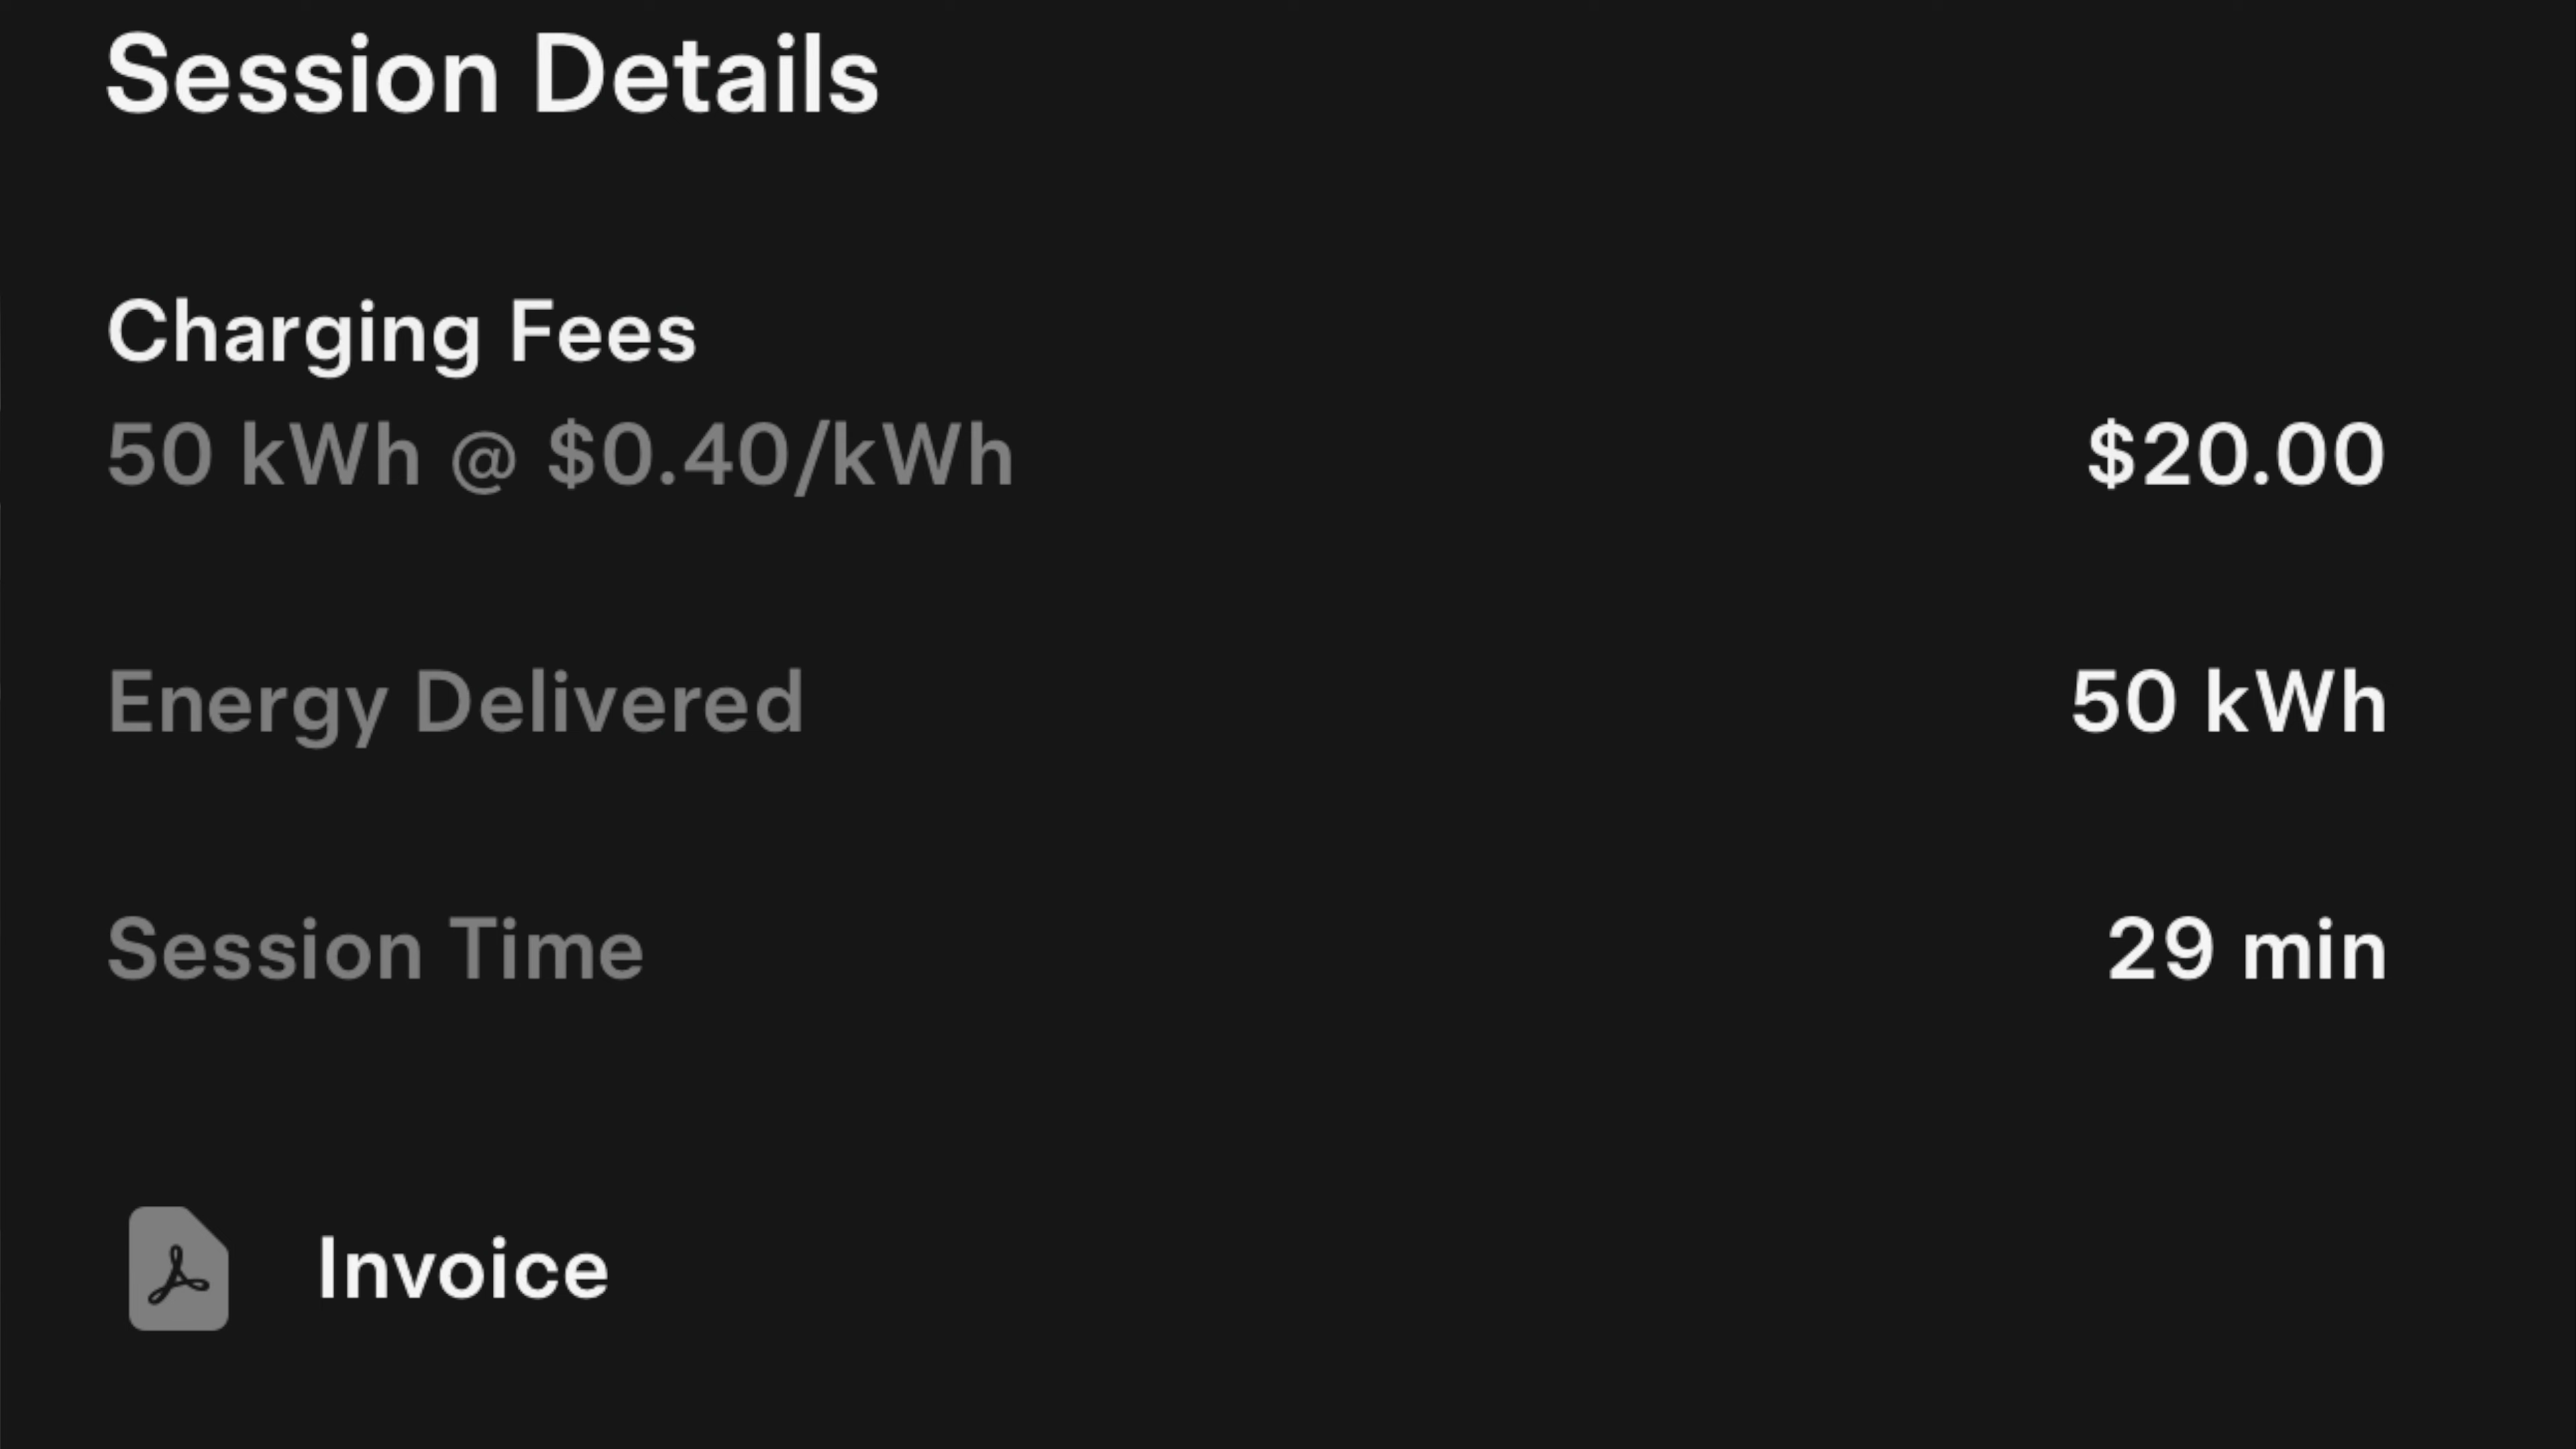 Session Details
Charging Fees
50 kWh @ $0.40/kWh $20.00
Energy Delivered 50 kWh
Session Time 29 min
Invoice